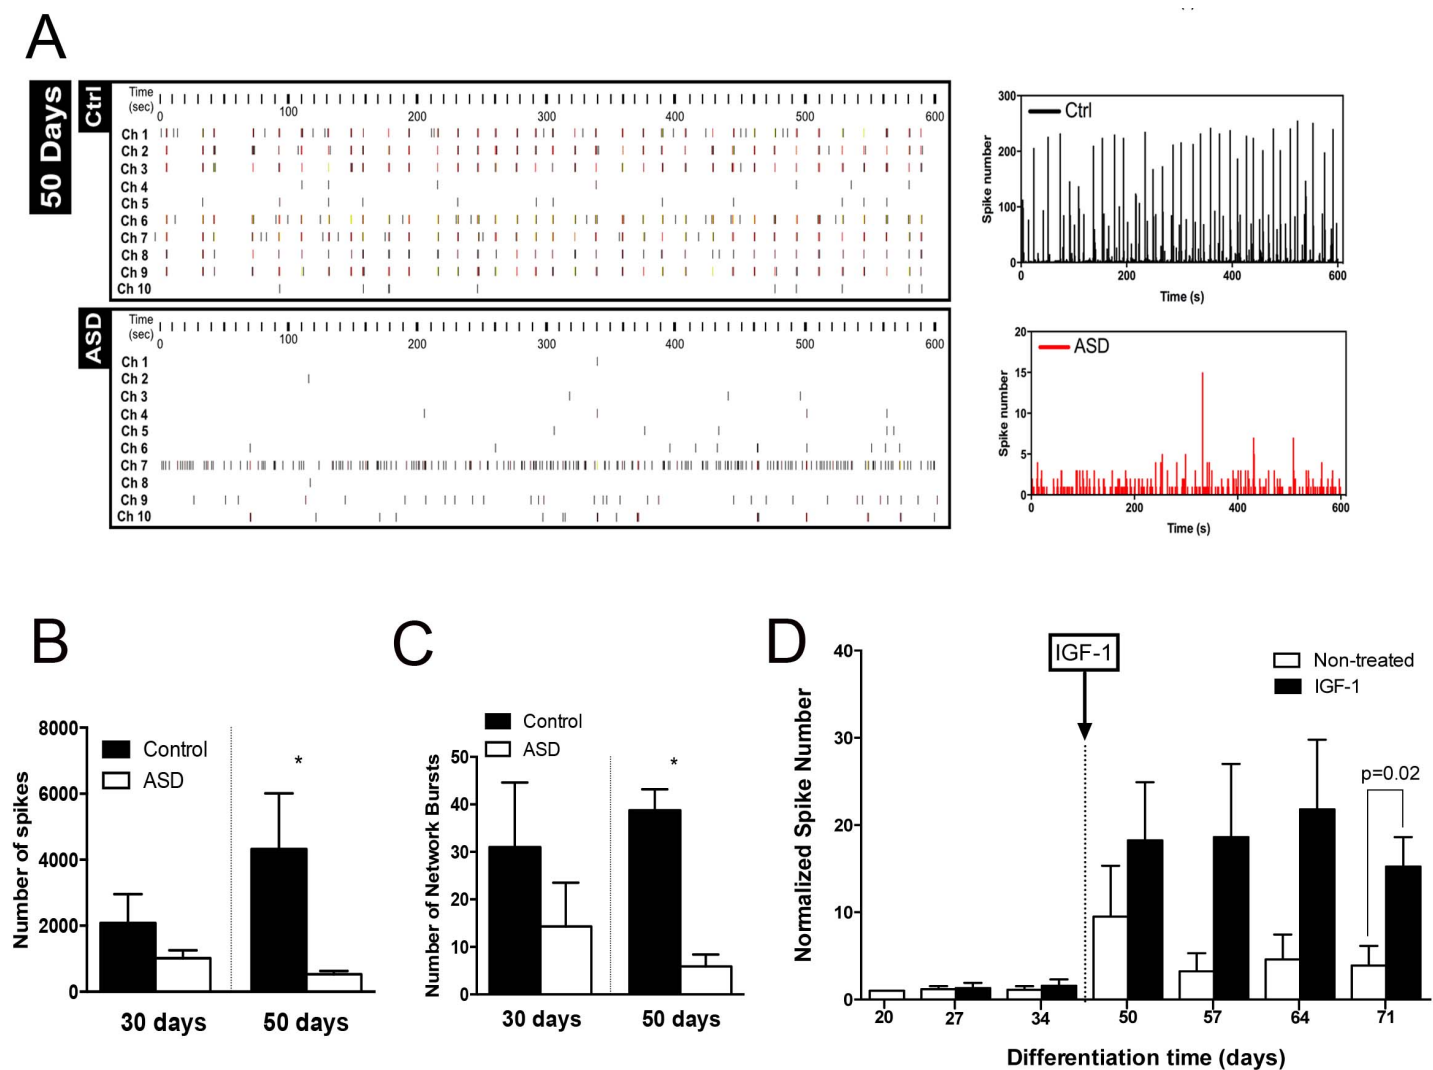 A
50 Days
Ctrl
Time
(sec)
0
100
200
300
400
500
600
Ch 1
Ch 2
Ch 3
Ch 4
Ch 5
Ch 6
Ch 7
Ch 8
Ch 9
Ch 10
300
200
100
0
Ctrl
Spike number
0
200
400
600
Time (s)
ASD
Time
(sec)
0
100
200
300
400
500
600
Ch 1
Ch 2
Ch 3
Ch 4
Ch 5
Ch 6
Ch 7
Ch 8
Ch 9
Ch 10
20
15
10
5
0
ASD
Spike number
0
200
400
600
Time (s)
B
8000
6000
4000
2000
0
Number of spikes
Control
ASD
*
30 days
50 days
C
Control
ASD
50
40
30
20
10
0
Number of Network Bursts
*
30 days
50 days
D
40
30
20
10
0
Normalized Spike Number
IGF-1
Non-treated
IGF-1
p=0.02
20
27
34
50
57
64
71
Differentiation time (days)